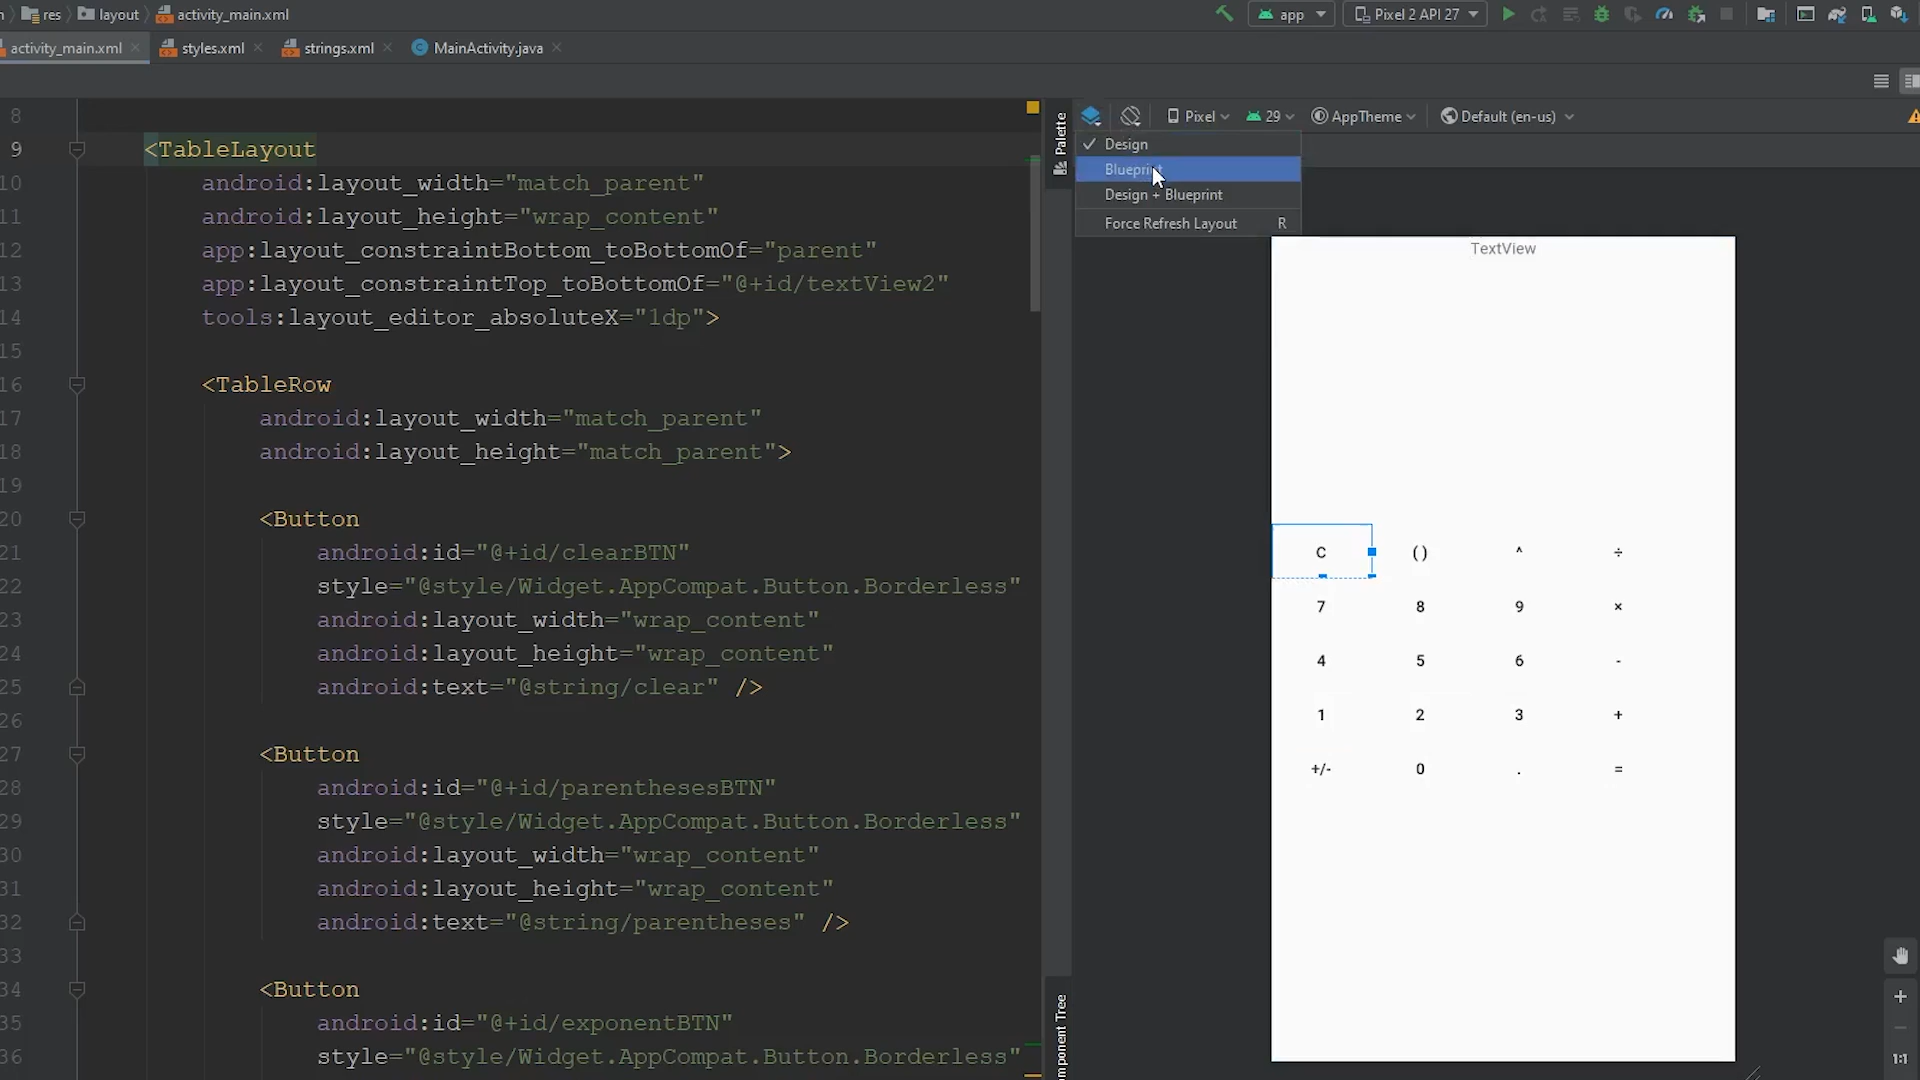 res layout activity_main.xml
app Pixel 2 API 27
activity_main.xml styles.xml strings.xml MainActivity.java
Palette
Pixel 29 AppTheme Default (en-us)
Design
Blueprint
Design + Blueprint
Force Refresh Layout R
8
9 <TableLayout
10 android:layout_width="match_parent"
11 android:layout_height="wrap_content"
12 app:layout_constraintBottom_toBottomOf="parent"
13 app:layout_constraintTop_toBottomOf="@+id/textView2"
14 tools:layout_editor_absoluteX="1dp">
15
16 <TableRow
17 android:layout_width="match_parent"
18 android:layout_height="match_parent">
19
20 <Button
21 android:id="@+id/clearBTN"
22 style="@style/Widget.AppCompat.Button.Borderless"
23 android:layout_width="wrap_content"
24 android:layout_height="wrap_content"
25 android:text="@string/clear" />
26
27 <Button
28 android:id="@+id/parenthesesBTN"
29 style="@style/Widget.AppCompat.Button.Borderless"
30 android:layout_width="wrap_content"
31 android:layout_height="wrap_content"
32 android:text="@string/parentheses" />
33
34 <Button
35 android:id="@+id/exponentBTN"
36 style="@style/Widget.AppCompat.Button.Borderless"
TextView
C () ^ ÷
7 8 9 ×
4 5 6 -
1 2 3 +
+/- 0 . =
mponent Tree
1:1